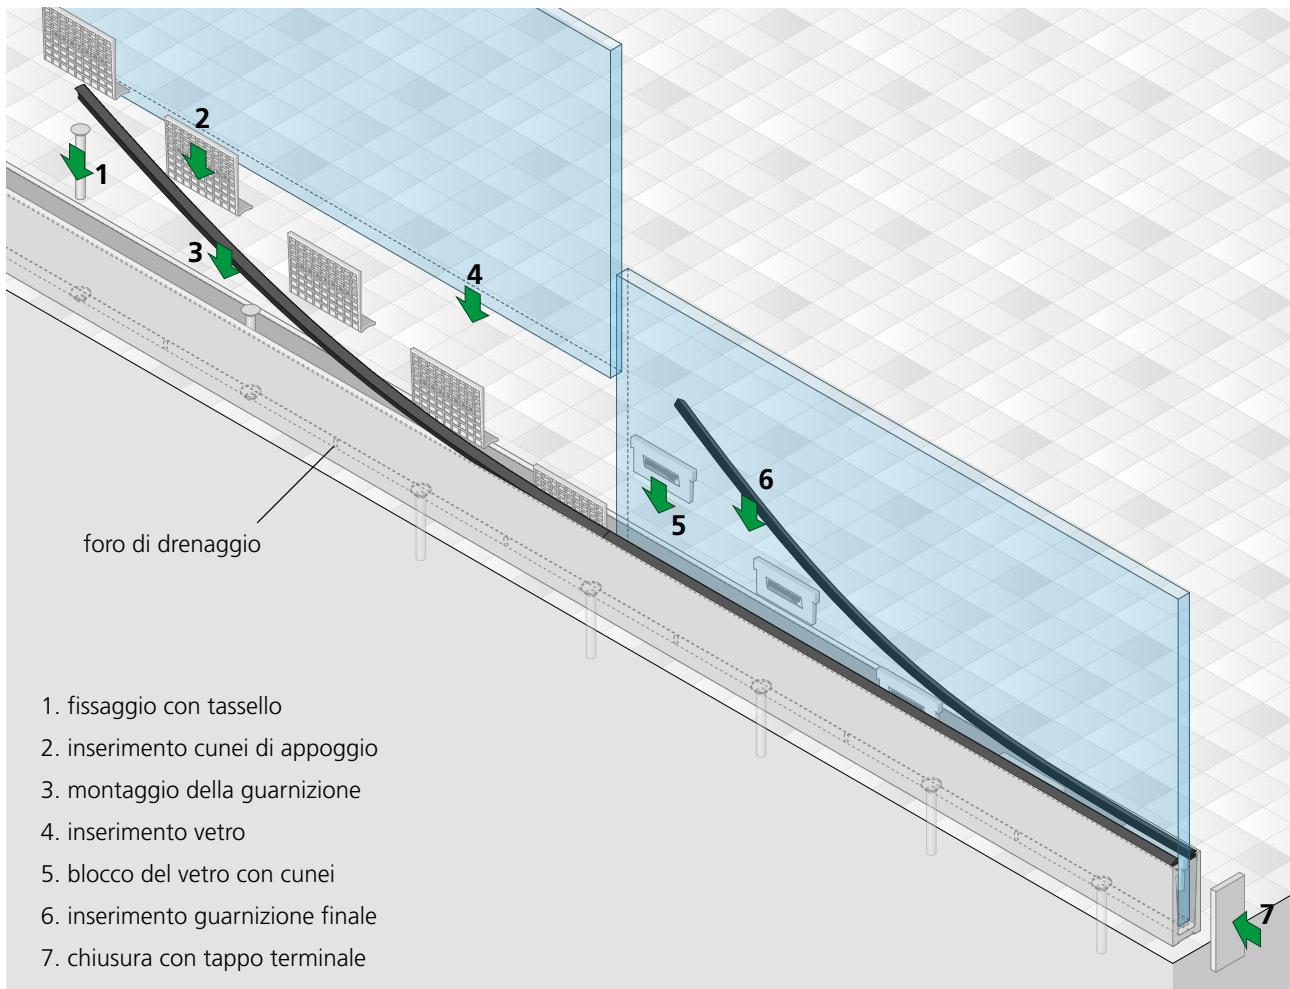 2
1
3
4
6
5
foro di drenaggio
1. fissaggio con tassello
2. inserimento cunei di appoggio
3. montaggio della guarnizione
4. inserimento vetro
5. blocco del vetro con cunei
6. inserimento guarnizione finale
7. chiusura con tappo terminale
7